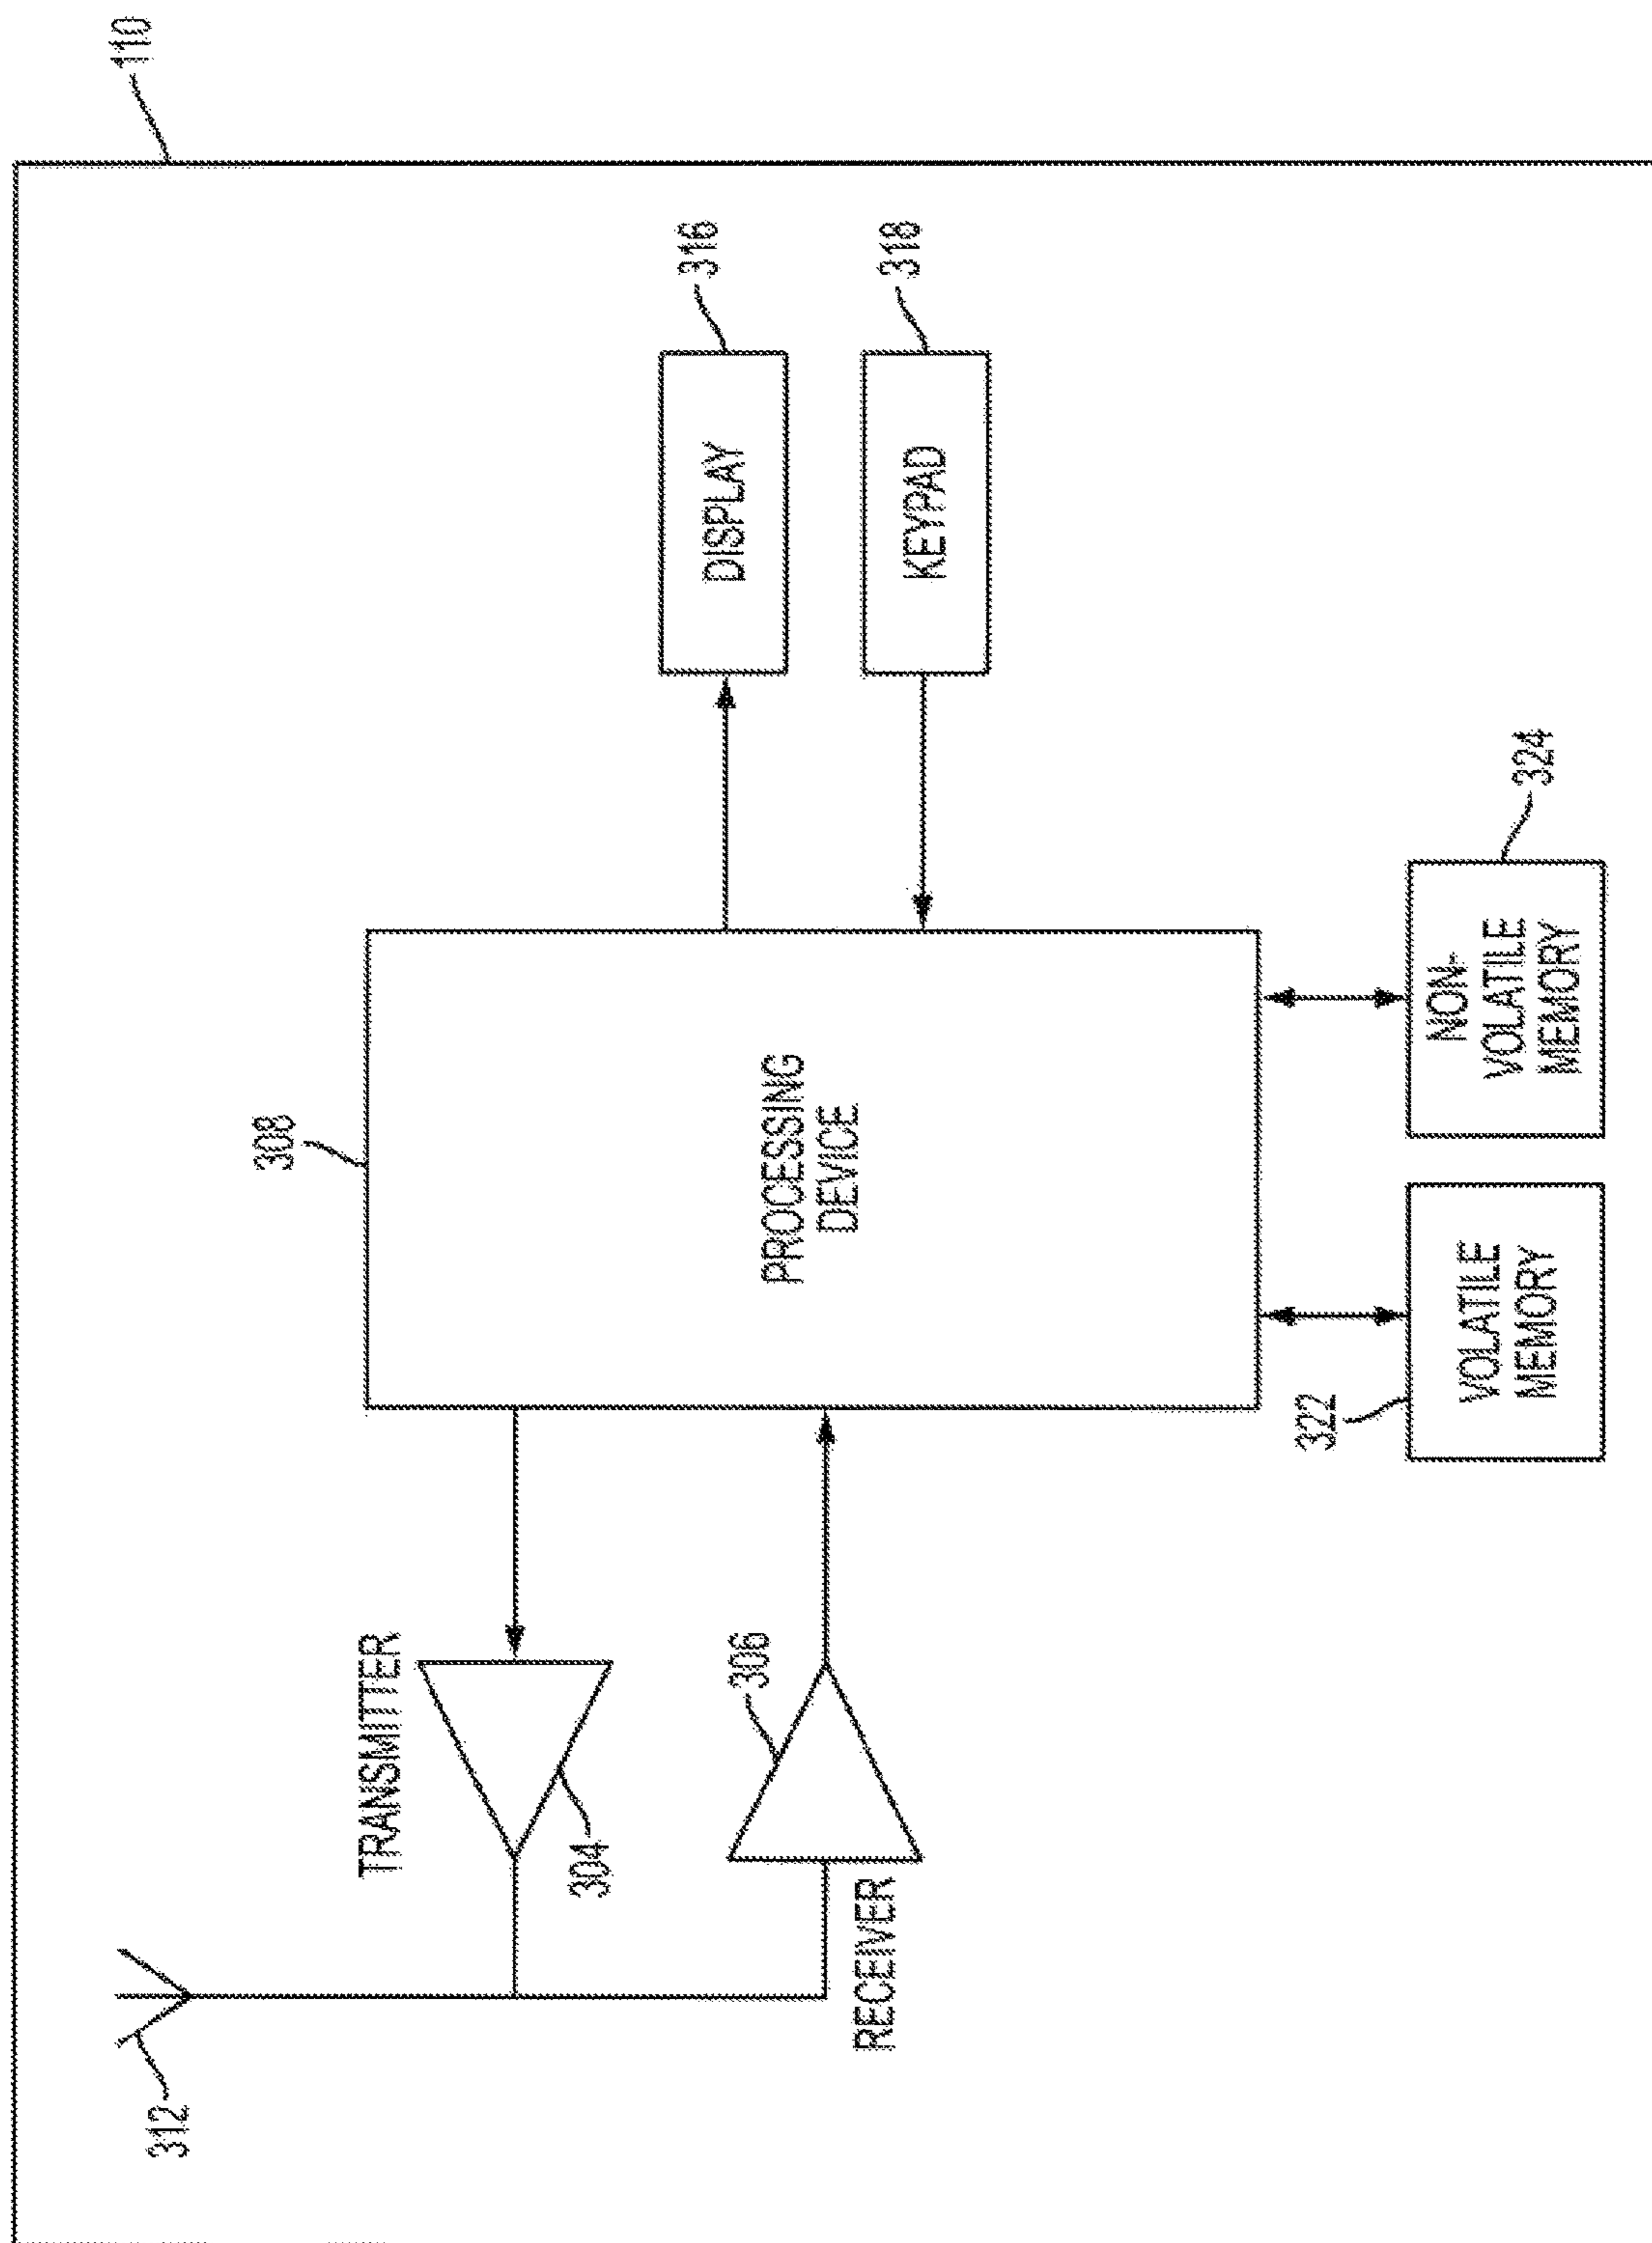 110
312
TRANSMITTER
304
306
RECEIVER
308
PROCESSING
DEVICE
DISPLAY
316
KEYPAD
318
322
VOLATILE
MEMORY
NON-
VOLATILE
MEMORY
324